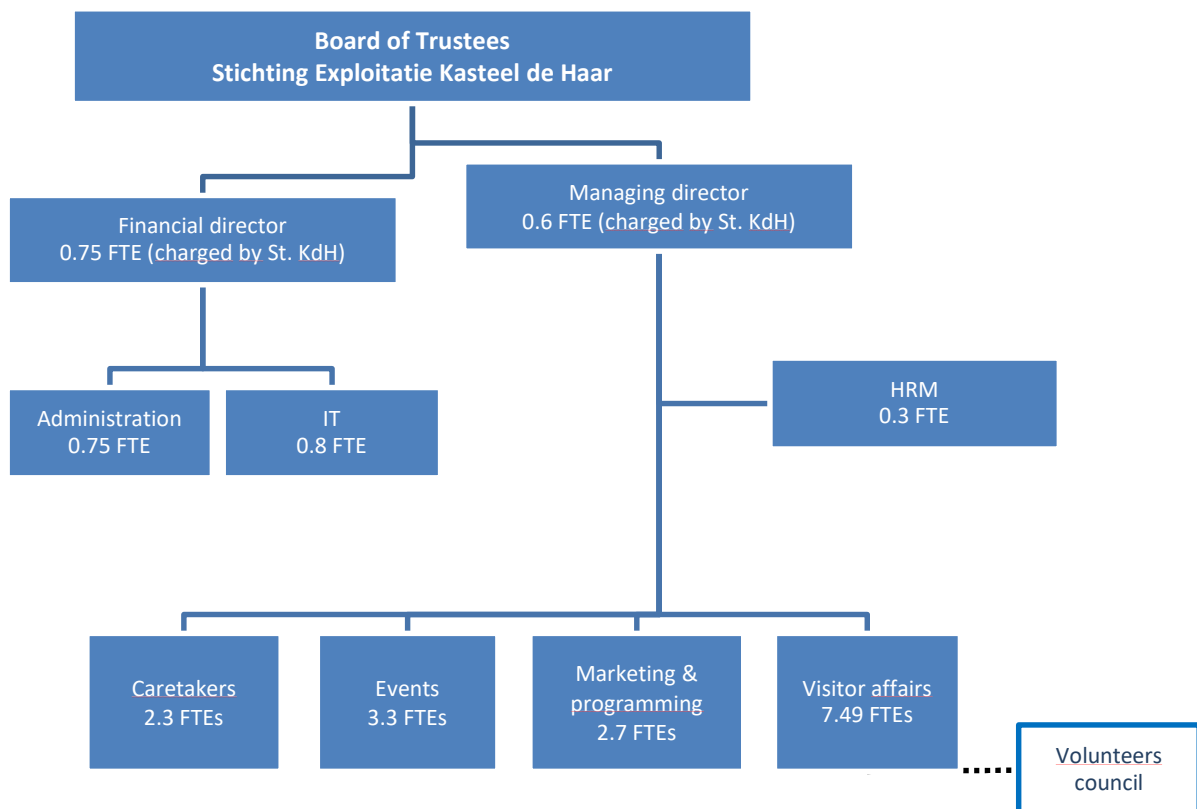 Board of Trustees
Stichting Exploitatie Kasteel de Haar
Managing director
0.6 FTE (charged by St. KdH)
Financial director
0.75 FTE (charged by St. KdH)
HRM
0.3 FTE
Administration
0.75 FTE
IT
0.8 FTE
Caretakers
2.3 FTEs
Events
3.3 FTEs
Marketing &
programming
2.7 FTEs
Visitor affairs
7.49 FTEs
Volunteers
council